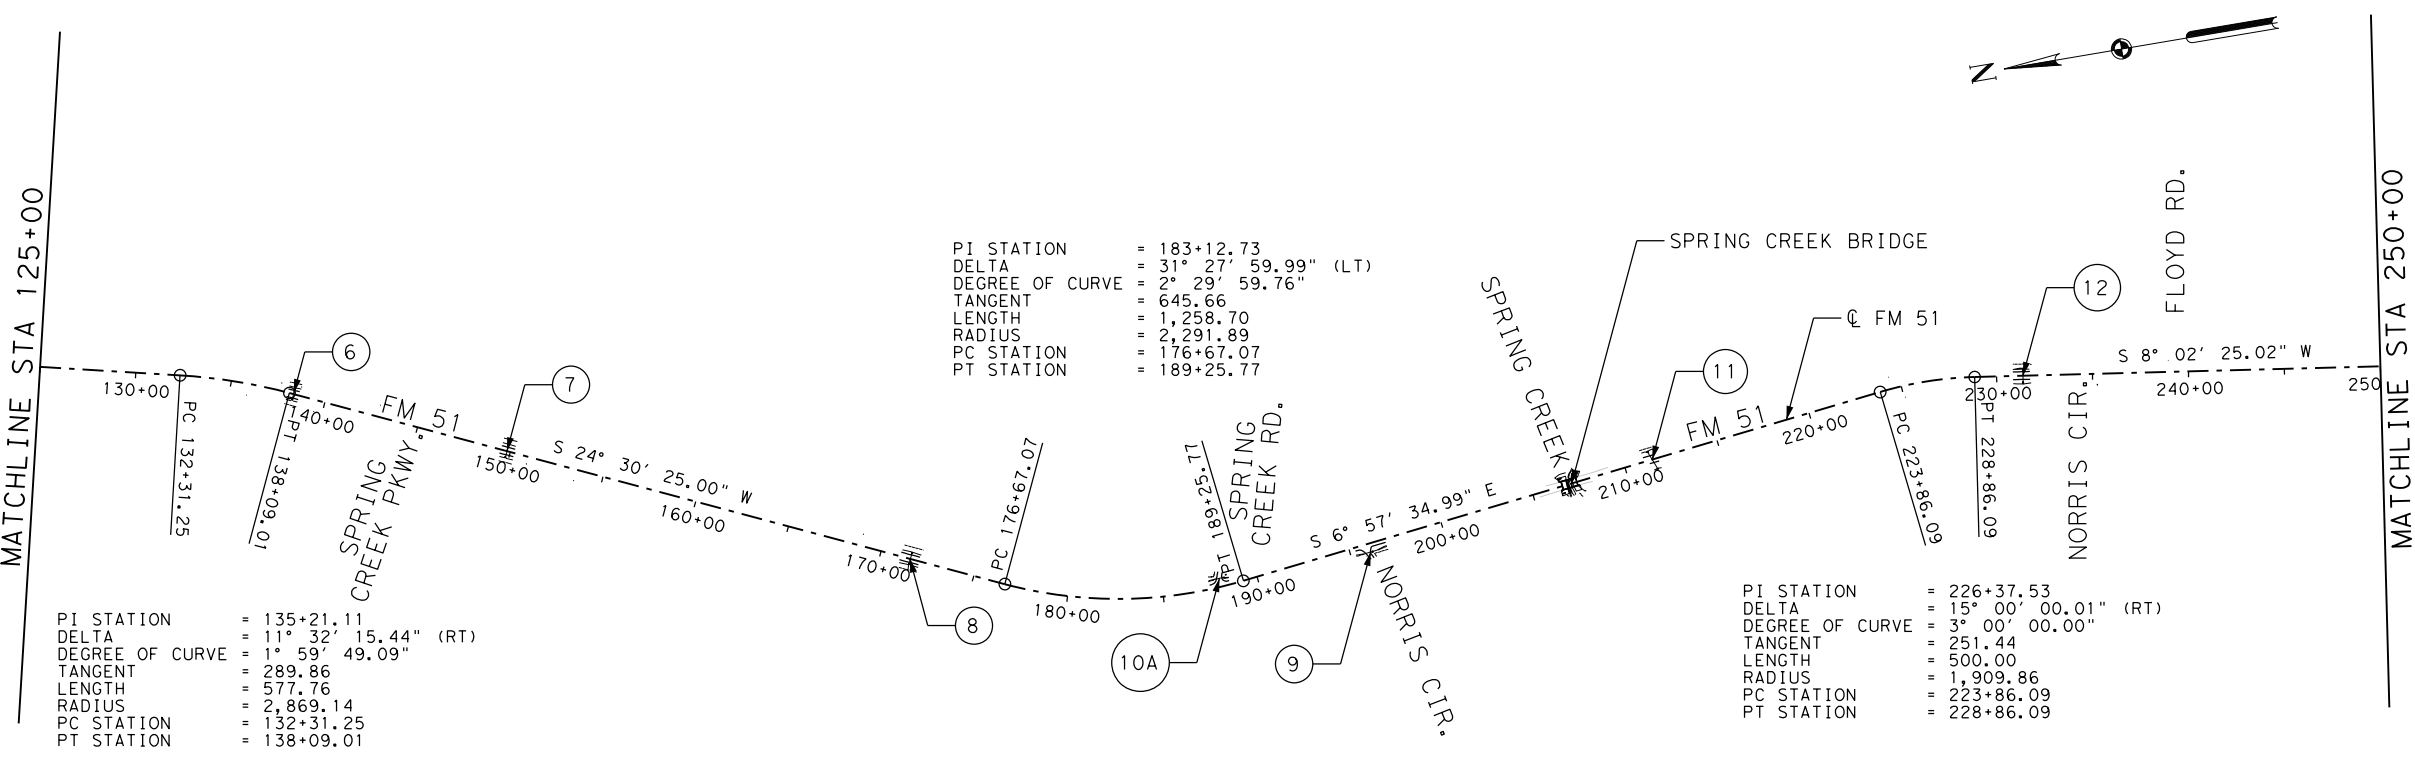 MATCHLINE STA 125+00
130+00
PC 132+31.25
6
PT 138+09.01
140+00
FM 51
SPRING
CREEK PKWY.
7
150+00
S 24° 30' 25.00" W
160+00
170+00
8
PC 176+67.07
180+00
PI STATION = 135+21.11
DELTA = 11° 32' 15.44" (RT)
DEGREE OF CURVE = 1° 59' 49.09"
TANGENT = 289.86
LENGTH = 577.76
RADIUS = 2,869.14
PC STATION = 132+31.25
PT STATION = 138+09.01
PI STATION = 183+12.73
DELTA = 31° 27' 59.99" (LT)
DEGREE OF CURVE = 2° 29' 59.76"
TANGENT = 645.66
LENGTH = 1,258.70
RADIUS = 2,291.89
PC STATION = 176+67.07
PT STATION = 189+25.77
10A
PT 189+25.77
190+00
SPRING
CREEK RD.
S 6° 57' 34.99" E
9
NORRIS CIR.
200+00
SPRING CREEK
SPRING CREEK BRIDGE
210+00
11
FM 51
℄ FM 51
220+00
PC 223+86.09
PT 228+86.09
230+00
12
NORRIS CIR.
FLOYD RD.
S 8° 02' 25.02" W
240+00
250
N
MATCHLINE STA 250+00
PI STATION = 226+37.53
DELTA = 15° 00' 00.01" (RT)
DEGREE OF CURVE = 3° 00' 00.00"
TANGENT = 251.44
LENGTH = 500.00
RADIUS = 1,909.86
PC STATION = 223+86.09
PT STATION = 228+86.09